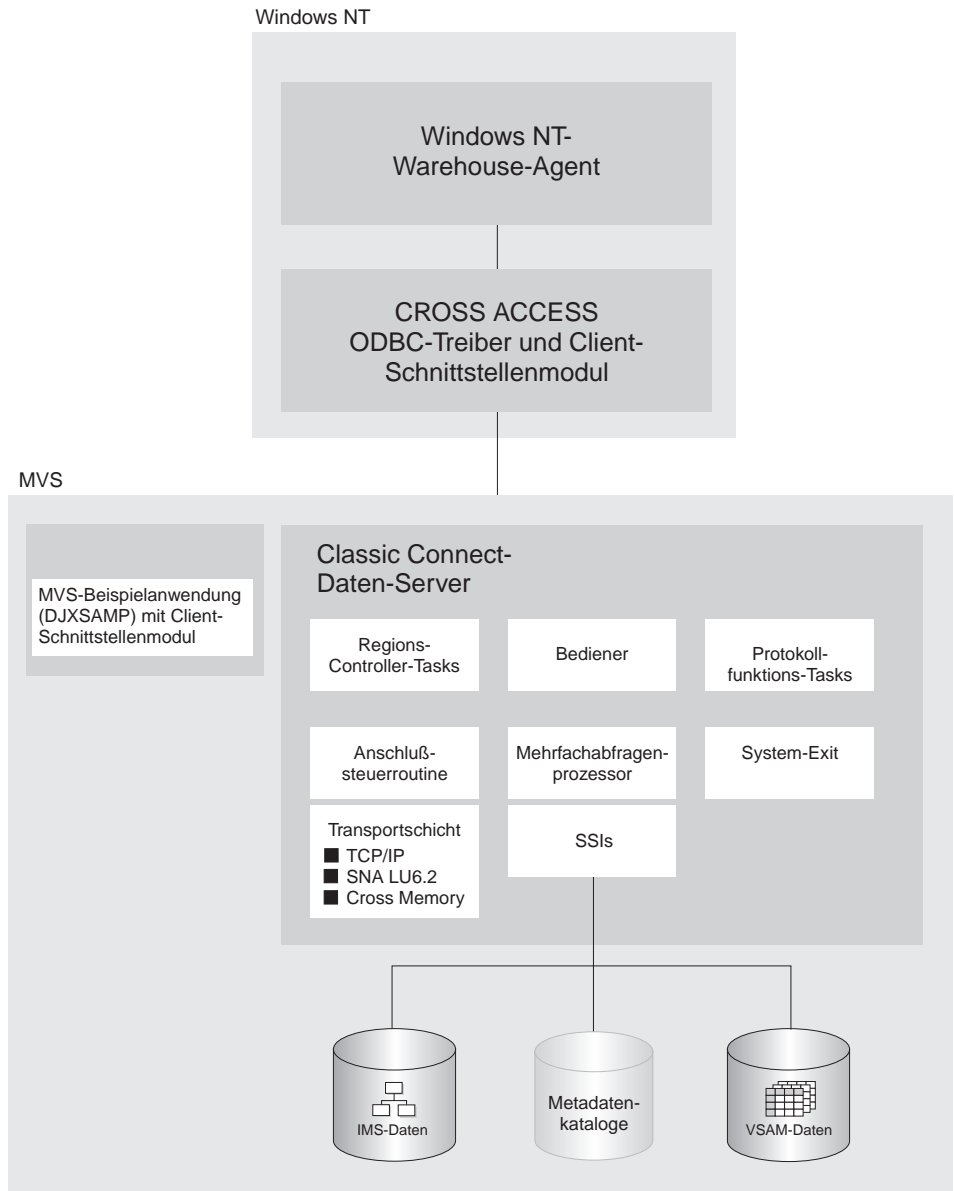 Windows NT
Windows NT-
Warehouse-Agent
CROSS ACCESS
ODBC-Treiber und Client-
Schnittstellenmodul
MVS
MVS-Beispielanwendung
(DJXSAMP) mit Client-
Schnittstellenmodul
Classic Connect-
Daten-Server
Regions-
Controller-Tasks
Bediener
Protokoll-
funktions-Tasks
Anschluß-
steuerroutine
Mehrfachabfragen-
prozessor
System-Exit
Transportschicht
TCP/IP
SNA LU6.2
Cross Memory
SSIs
IMS-Daten
Metadaten-
kataloge
VSAM-Daten